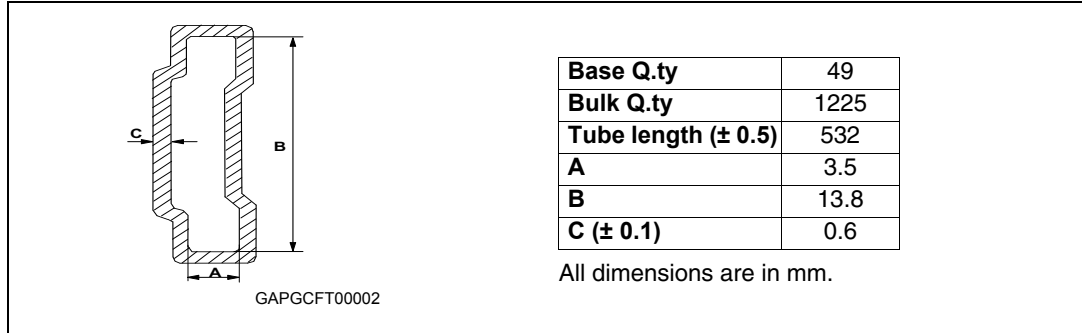 C
B
A
GAPGCFT00002
Base Q.ty 49
Bulk Q.ty 1225
Tube length (± 0.5) 532
A 3.5
B 13.8
C (± 0.1) 0.6
All dimensions are in mm.